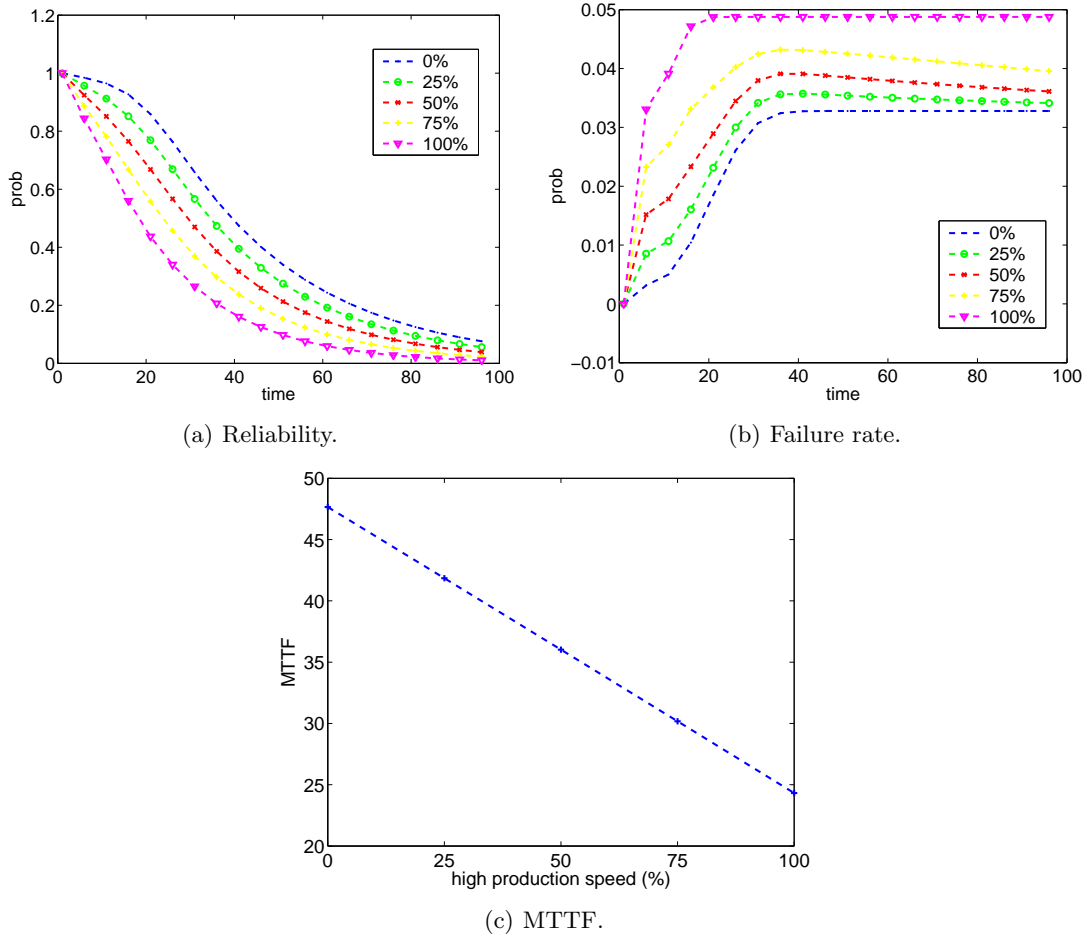 1.2
1
0.8
0.6
0.4
0.2
0
prob
0 20 40 60 80 100
time
0%
25%
50%
75%
100%
(a) Reliability.
0.05
0.04
0.03
0.02
0.01
0
−0.01
prob
0 20 40 60 80 100
time
0%
25%
50%
75%
100%
(b) Failure rate.
50
45
40
35
30
25
20
MTTF
0 25 50 75 100
high production speed (%)
(c) MTTF.